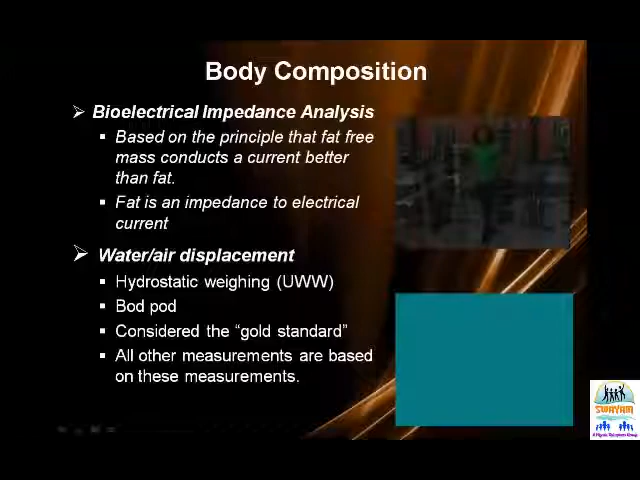 Body Composition
Bioelectrical Impedance Analysis
Based on the principle that fat free
mass conducts a current better
than fat.
Fat is an impedance to electrical
current
Water/air displacement
Hydrostatic weighing (UWW)
Bod pod
Considered the “gold standard”
All other measurements are based
on these measurements.
SWAYAM